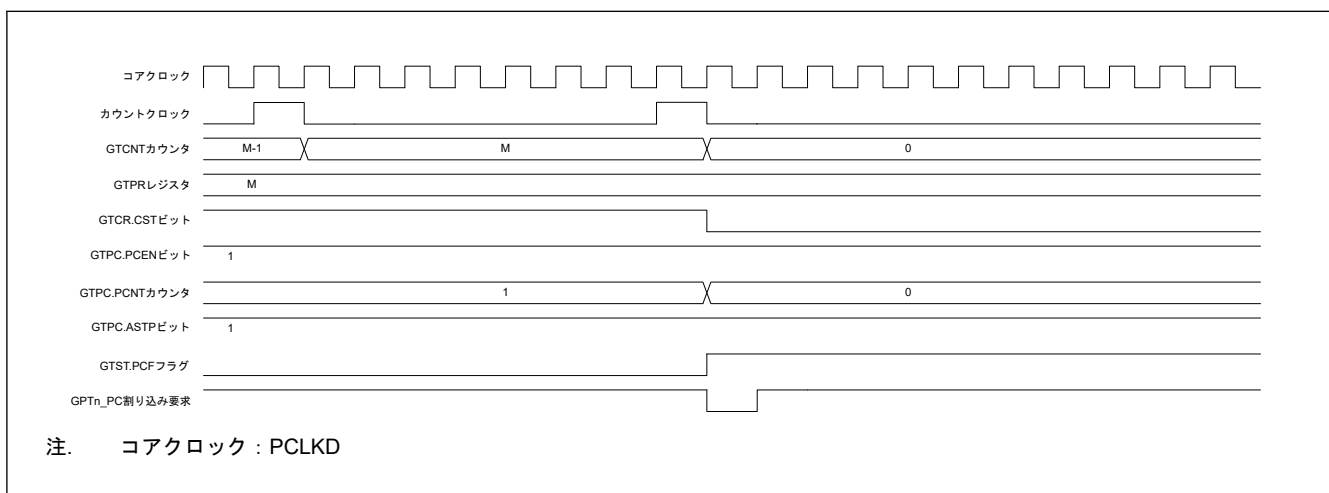 コアクロック
カウントクロック
GTCNTカウンタ M-1 M 0
GTPRレジスタ M
GTCR.CSTビット
GTPC.PCENビット 1
GTPC.PCNTカウンタ 1 0
GTPC.ASTPビット 1
GTST.PCFフラグ
GPTn_PC割り込み要求
注. コアクロック：PCLKD